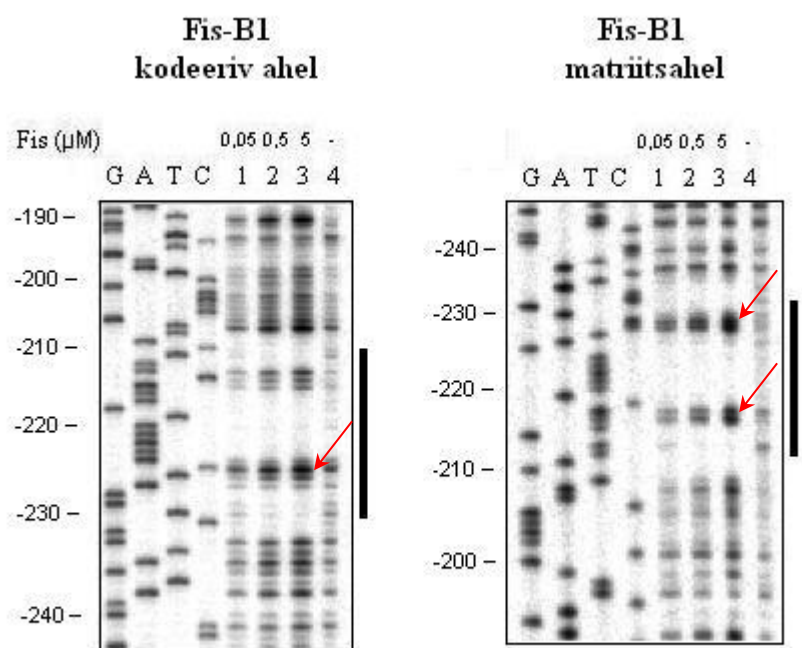 Fis-B1
kodeeriv ahel
Fis (µM) 0,05 0,5 5 -
G A T C 1 2 3 4
-190
-200
-210
-220
-230
-240
Fis-B1
matriitsahel
0,05 0,5 5 -
G A T C 1 2 3 4
-240
-230
-220
-210
-200